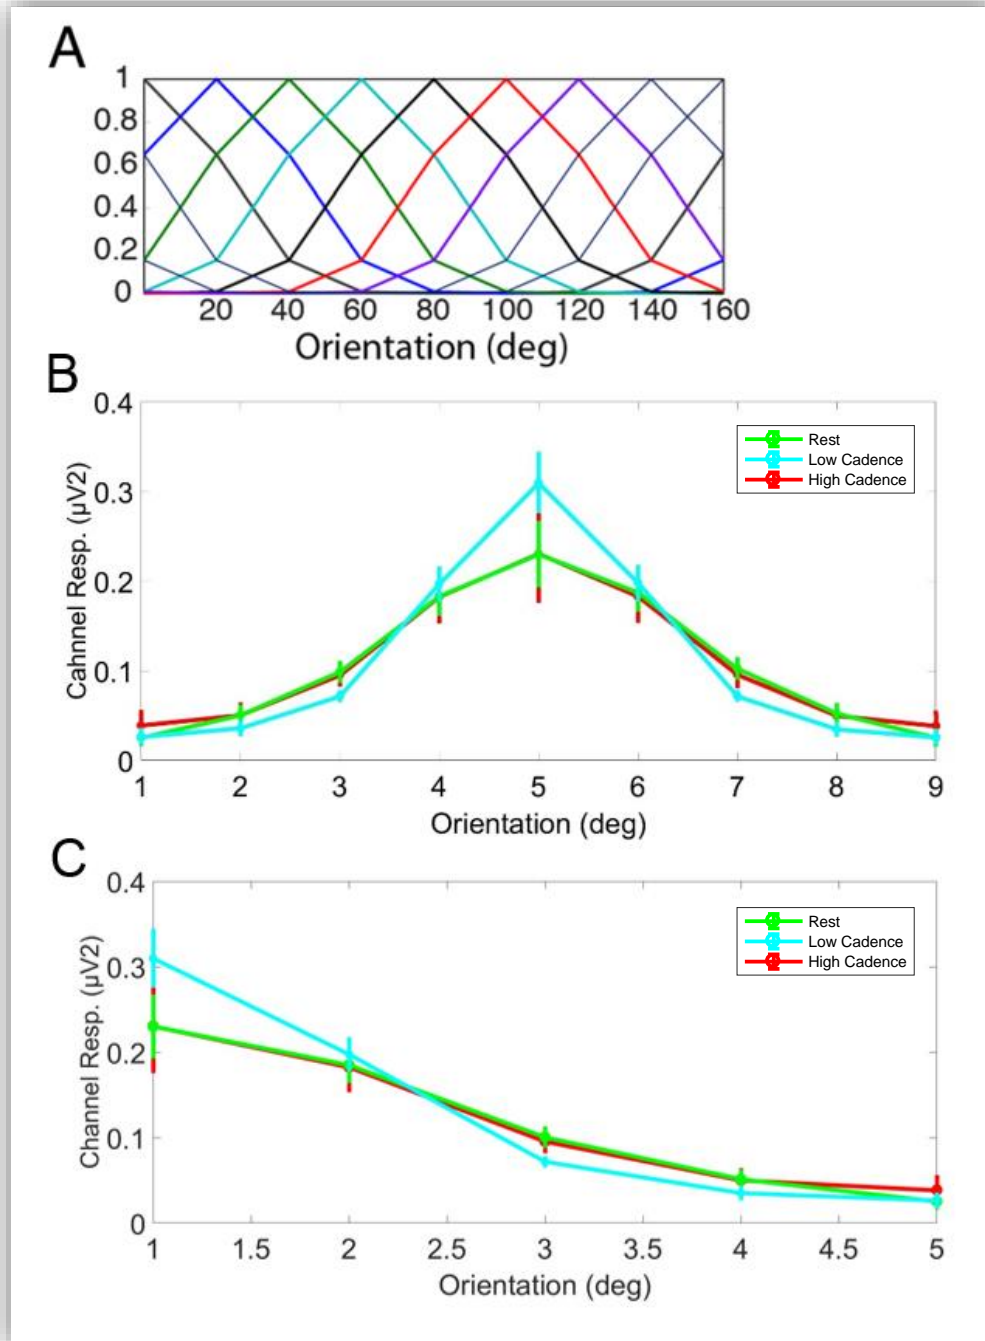 A
1
0.8
0.6
0.4
0.2
0
20 40 60 80 100 120 140 160
Orientation (deg)
B
0.4
0.3
0.2
0.1
0
Cahnnel Resp. (µV2)
Rest
Low Cadence
High Cadence
1 2 3 4 5 6 7 8 9
Orientation (deg)
C
0.4
0.3
0.2
0.1
0
Channel Resp. (µV2)
Rest
Low Cadence
High Cadence
1 1.5 2 2.5 3 3.5 4 4.5 5
Orientation (deg)